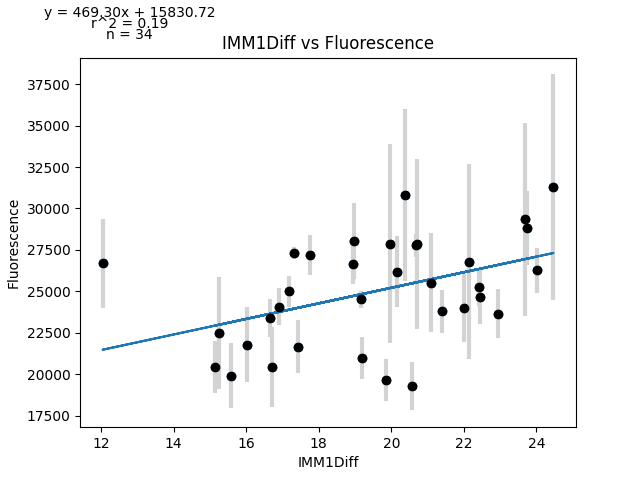 y = 469.30x + 15830.72
r^2 = 0.19
n = 34
IMM1Diff vs Fluorescence
37500
35000
32500
30000
27500
25000
22500
20000
17500
Fluorescence
12 14 16 18 20 22 24
IMM1Diff